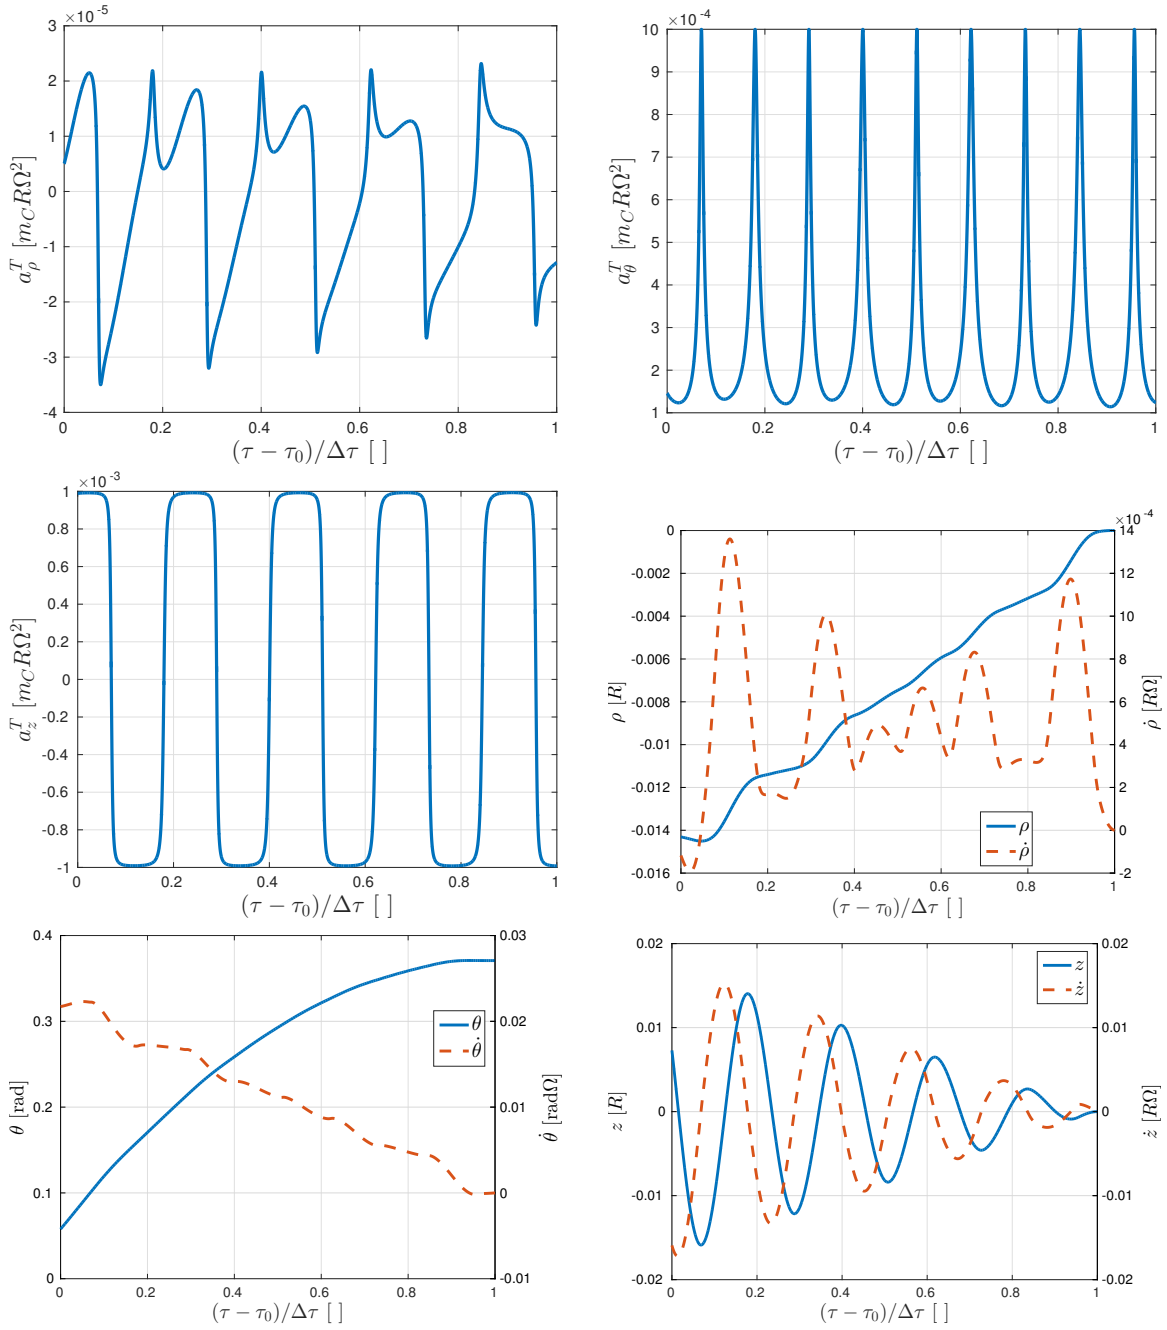 ×10⁻⁵
3
2
1
0
-1
-2
-3
-4
0 0.2 0.4 0.6 0.8 1
a_ρ^T [m_C RΩ²]
(τ − τ₀)/Δτ [ ]
×10⁻⁴
10
9
8
7
6
5
4
3
2
1
0 0.2 0.4 0.6 0.8 1
a_θ^T [m_C RΩ²]
(τ − τ₀)/Δτ [ ]
×10⁻³
1
0.8
0.6
0.4
0.2
0
-0.2
-0.4
-0.6
-0.8
-1
0 0.2 0.4 0.6 0.8 1
a_z^T [m_C RΩ²]
(τ − τ₀)/Δτ [ ]
×10⁻⁴
0 14
-0.002 12
-0.004 10
-0.006 8
-0.008 6
-0.01 4
-0.012 2
-0.014 0
-0.016 -2
0 0.2 0.4 0.6 0.8 1
ρ [R]
ρ̇ [RΩ]
ρ
ρ̇
(τ − τ₀)/Δτ [ ]
0.4 0.03
0.3 0.02
0.2 0.01
0.1 0
0 -0.01
0 0.2 0.4 0.6 0.8 1
θ [rad]
θ̇ [radΩ]
θ
θ̇
(τ − τ₀)/Δτ [ ]
0.02 0.02
0.01 0.01
0 0
-0.01 -0.01
-0.02 -0.02
0 0.2 0.4 0.6 0.8 1
z [R]
ż [RΩ]
z
ż
(τ − τ₀)/Δτ [ ]